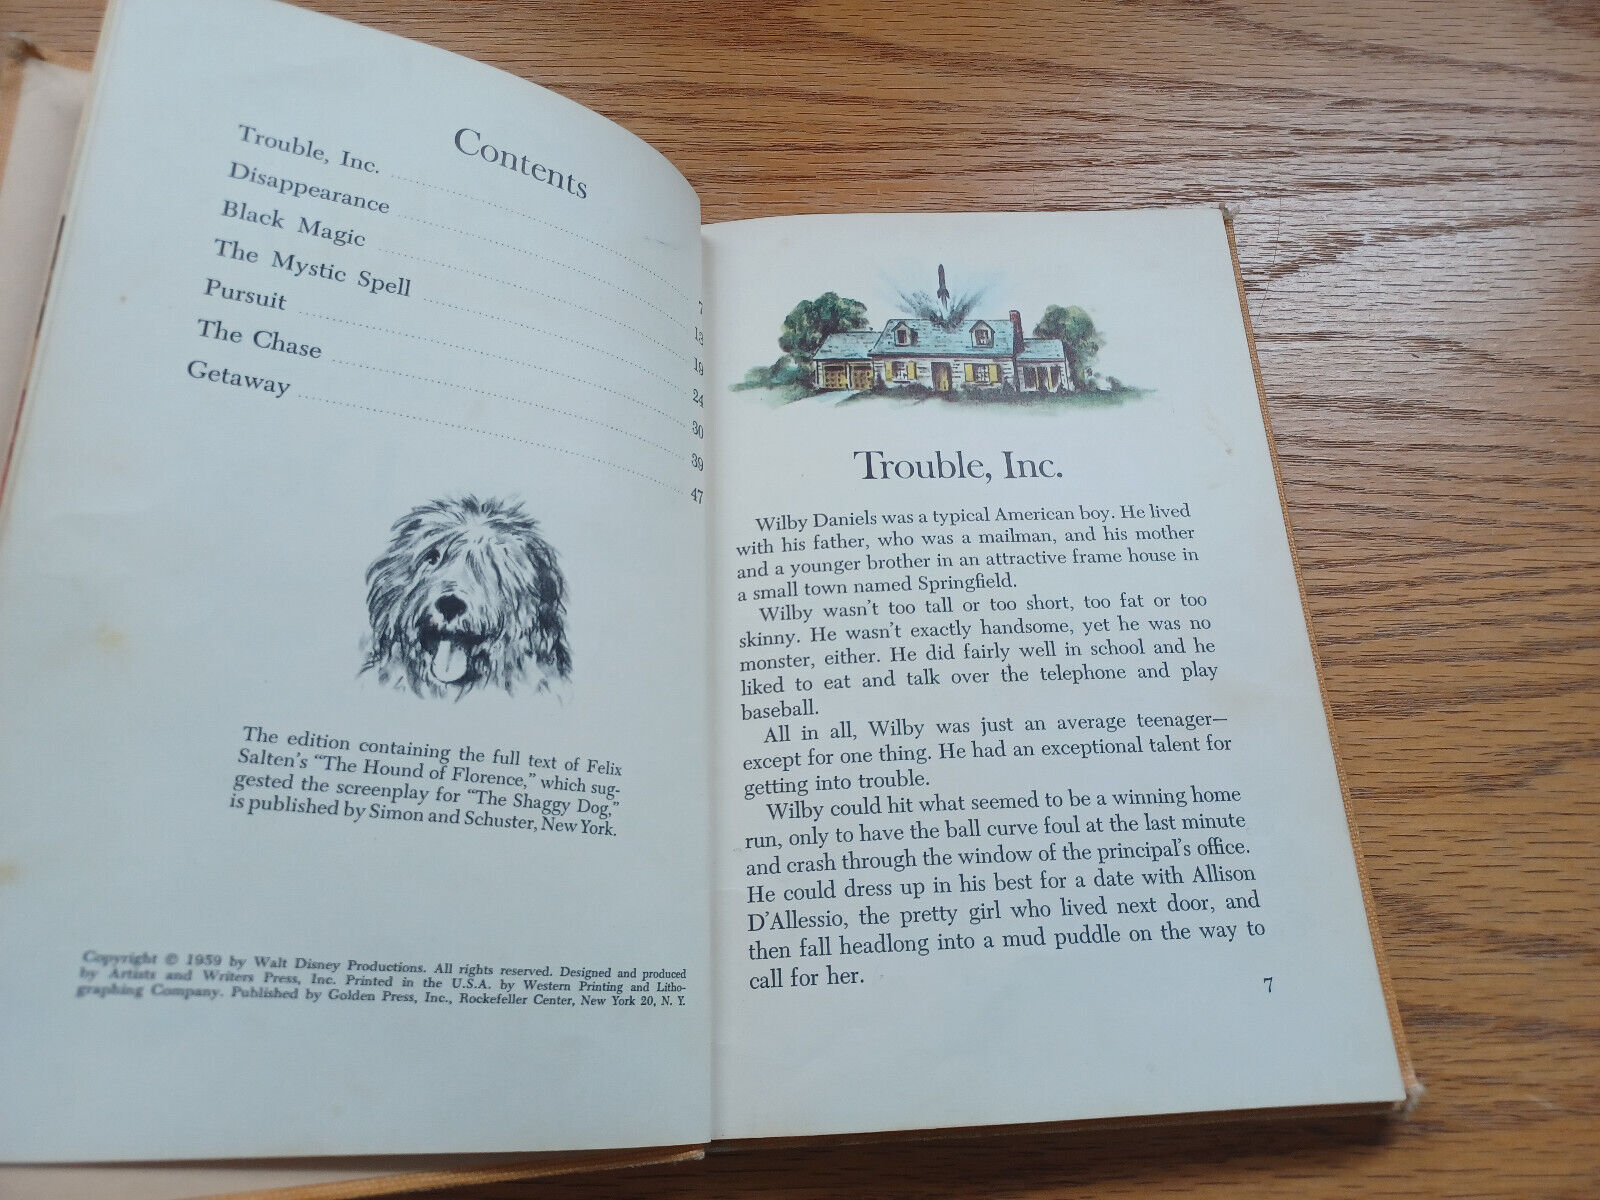 Contents
Trouble, Inc. 7
Disappearance 13
Black Magic 19
The Mystic Spell 24
Pursuit 30
The Chase 39
Getaway 47
The edition containing the full text of Felix
Salten's "The Hound of Florence," which sug-
gested the screenplay for "The Shaggy Dog,"
is published by Simon and Schuster, New York.
Copyright © 1959 by Walt Disney Productions. All rights reserved. Designed and produced
by Artists and Writers Press, Inc. Printed in the U.S.A. by Western Printing and Litho-
graphing Company. Published by Golden Press, Inc., Rockefeller Center, New York 20, N. Y.
Trouble, Inc.
Wilby Daniels was a typical American boy. He lived
with his father, who was a mailman, and his mother
and a younger brother in an attractive frame house in
a small town named Springfield.
Wilby wasn't too tall or too short, too fat or too
skinny. He wasn't exactly handsome, yet he was no
monster, either. He did fairly well in school and he
liked to eat and talk over the telephone and play
baseball.
All in all, Wilby was just an average teenager—
except for one thing. He had an exceptional talent for
getting into trouble.
Wilby could hit what seemed to be a winning home
run, only to have the ball curve foul at the last minute
and crash through the window of the principal's office.
He could dress up in his best for a date with Allison
D'Allessio, the pretty girl who lived next door, and
then fall headlong into a mud puddle on the way to
call for her.
7